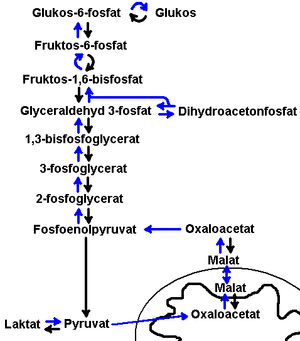 Glukos-6-fosfat Glukos
Fruktos-6-fosfat
Fruktos-1,6-bisfosfat
Glyceraldehyd 3-fosfat Dihydroacetonfosfat
1,3-bisfosfoglycerat
3-fosfoglycerat
2-fosfoglycerat
Fosfoenolpyruvat Oxaloacetat
Malat
Malat
Oxaloacetat
Laktat Pyruvat